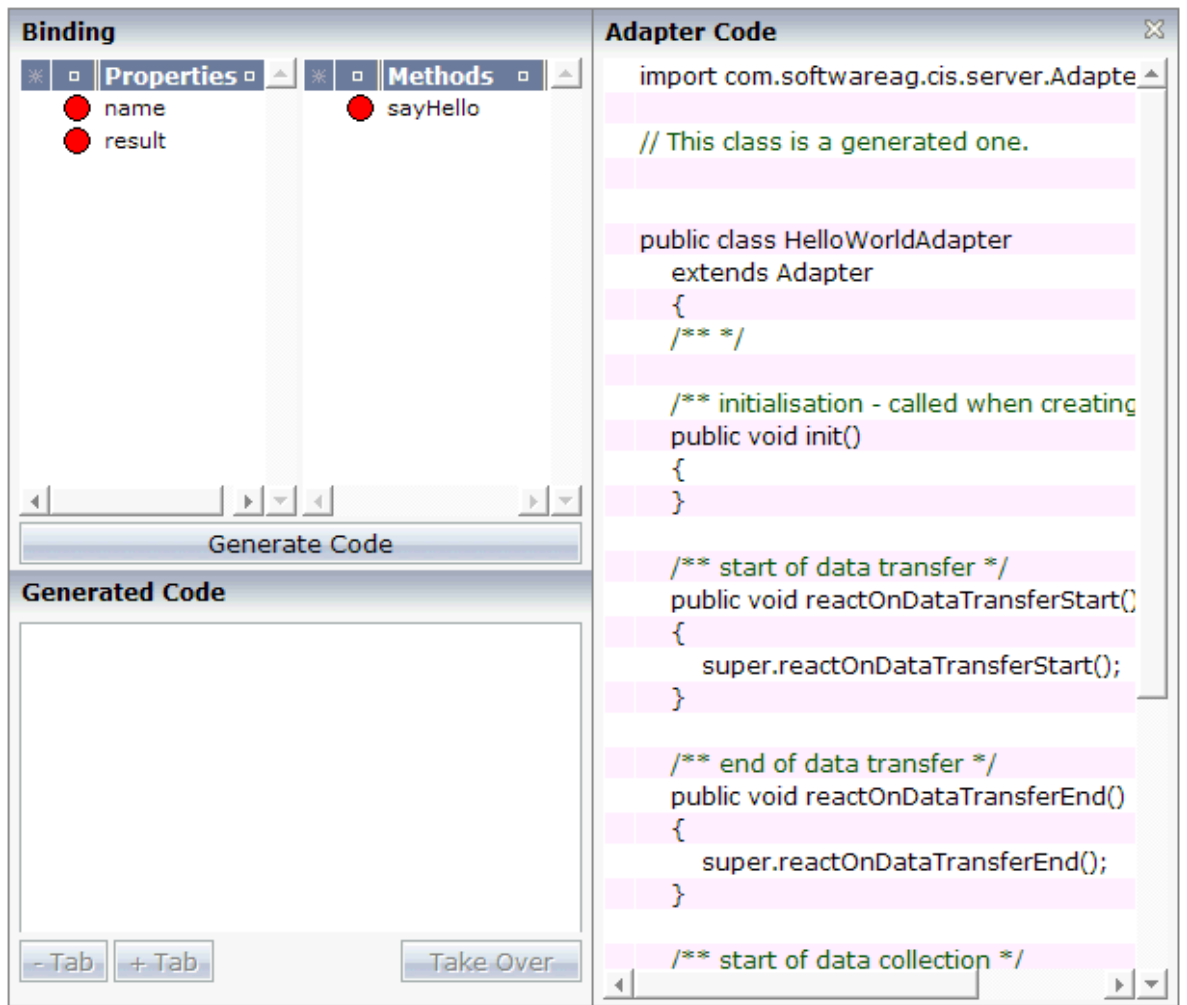 Binding
Properties Methods
name sayHello
result
Generate Code
Generated Code
- Tab + Tab Take Over
Adapter Code
import com.softwareag.cis.server.Adapte
// This class is a generated one.
public class HelloWorldAdapter
extends Adapter
{
/** */
/** initialisation - called when creating
public void init()
{
}
/** start of data transfer */
public void reactOnDataTransferStart()
{
super.reactOnDataTransferStart();
}
/** end of data transfer */
public void reactOnDataTransferEnd()
{
super.reactOnDataTransferEnd();
}
/** start of data collection */